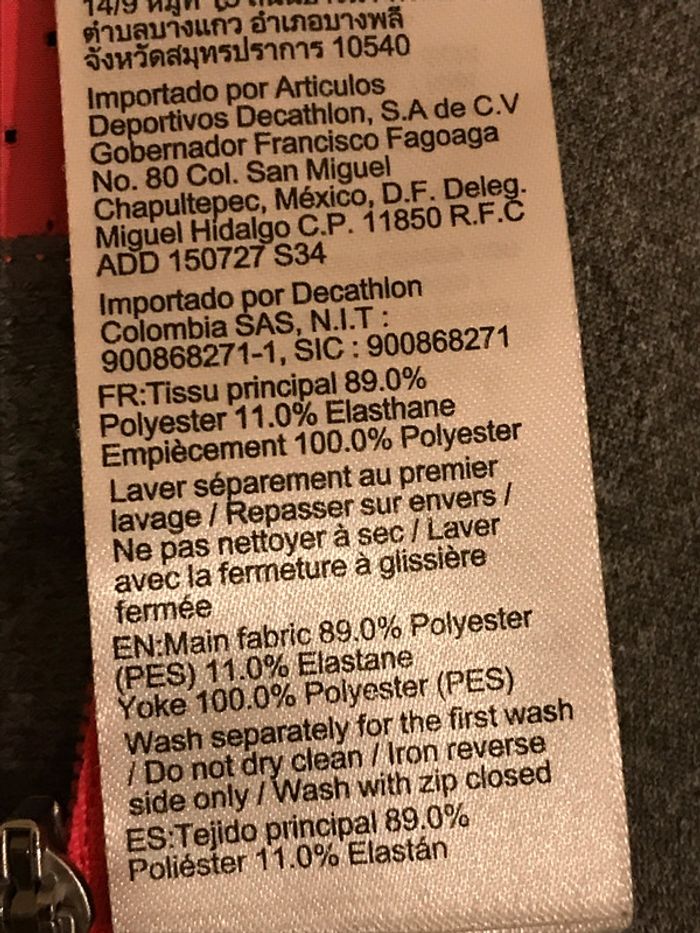 14/9 หมู่ที่
ตำบลบางแก้ว อำเภอบางพลี
จังหวัดสมุทรปราการ 10540
Importado por Articulos
Deportivos Decathlon, S.A de C.V
Gobernador Francisco Fagoaga
No. 80 Col. San Miguel
Chapultepec, México, D.F. Deleg.
Miguel Hidalgo C.P. 11850 R.F.C
ADD 150727 S34
Importado por Decathlon
Colombia SAS, N.I.T :
900868271-1, SIC : 900868271
FR:Tissu principal 89.0%
Polyester 11.0% Elasthane
Empiècement 100.0% Polyester
Laver séparement au premier
lavage / Repasser sur envers /
Ne pas nettoyer à sec / Laver
avec la fermeture à glissière
fermée
EN:Main fabric 89.0% Polyester
(PES) 11.0% Elastane
Yoke 100.0% Polyester (PES)
Wash separately for the first wash
/ Do not dry clean / Iron reverse
side only / Wash with zip closed
ES:Tejido principal 89.0%
Poliéster 11.0% Elastán